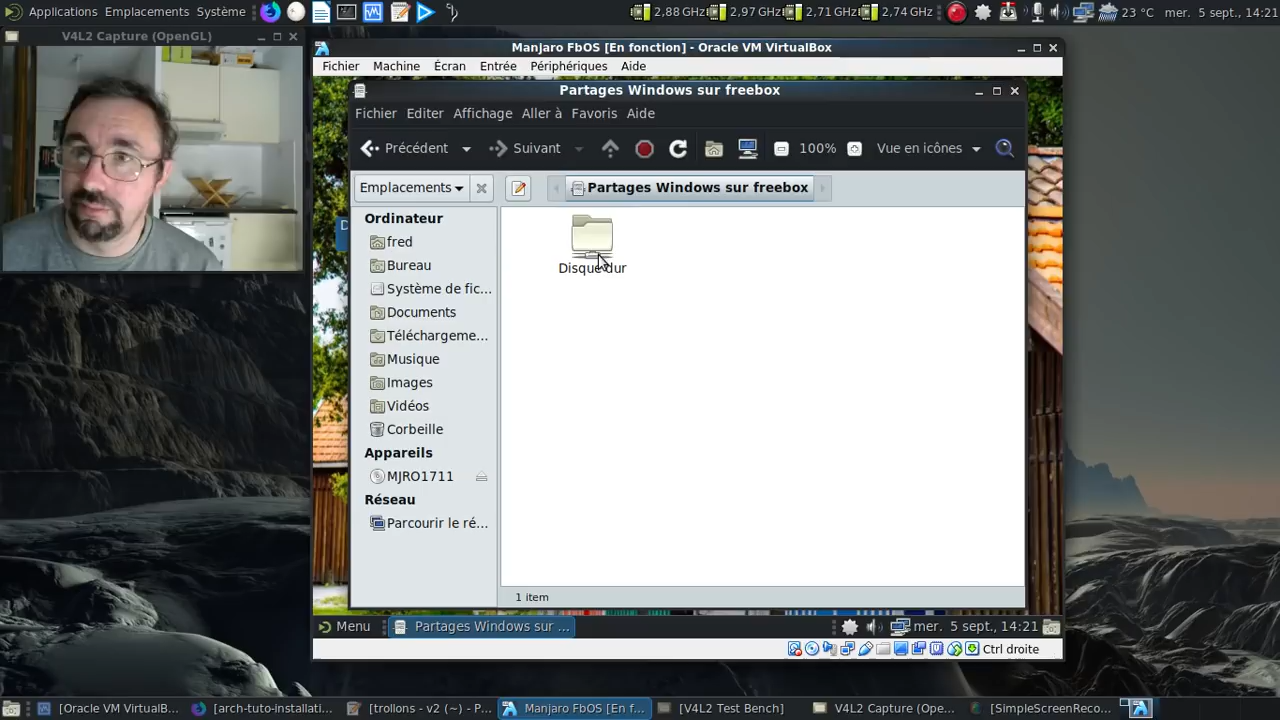 Applications Emplacements Système 2,88 GHz 2,92 GHz 2,71 GHz 2,74 GHz 23 °C mer. 5 sept., 14:21
V4L2 Capture (OpenGL)
Manjaro FbOS [En fonction] - Oracle VM VirtualBox
Fichier Machine Écran Entrée Périphériques Aide
Partages Windows sur freebox
Fichier Editer Affichage Aller à Favoris Aide
Précédent Suivant 100% Vue en icônes
Emplacements Partages Windows sur freebox
Ordinateur
fred
Bureau
Système de fic...
Documents
Téléchargeme...
Musique
Images
Vidéos
Corbeille
Appareils
MJRO1711
Réseau
Parcourir le ré...
D
Disque dur
1 item
Menu Partages Windows sur ... mer. 5 sept., 14:21
Ctrl droite
[Oracle VM VirtualB... [arch-tuto-installati... [trollons - v2 (~) - P... Manjaro FbOS [En f... [V4L2 Test Bench] V4L2 Capture (Ope... [SimpleScreenReco...